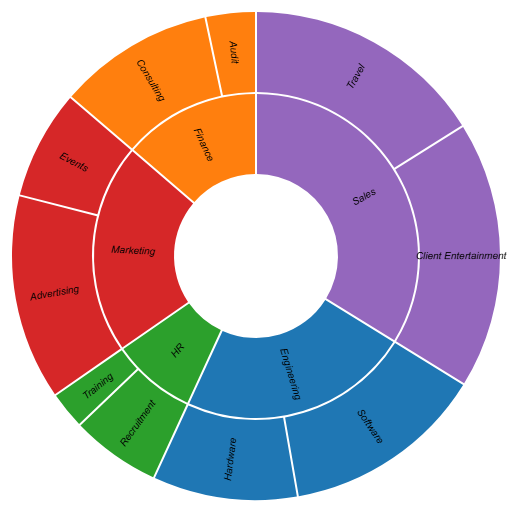 Audit
Consulting
Travel
Finance
Events
Sales
Marketing
Client Entertainment
Advertising
HR
Engineering
Training
Recruitment
Software
Hardware